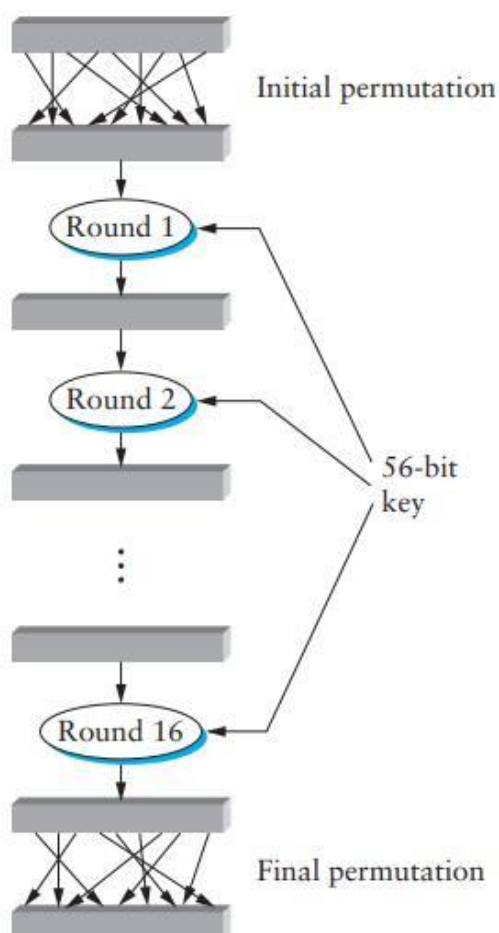 Initial permutation
Round 1
Round 2
56-bit
key
Round 16
Final permutation